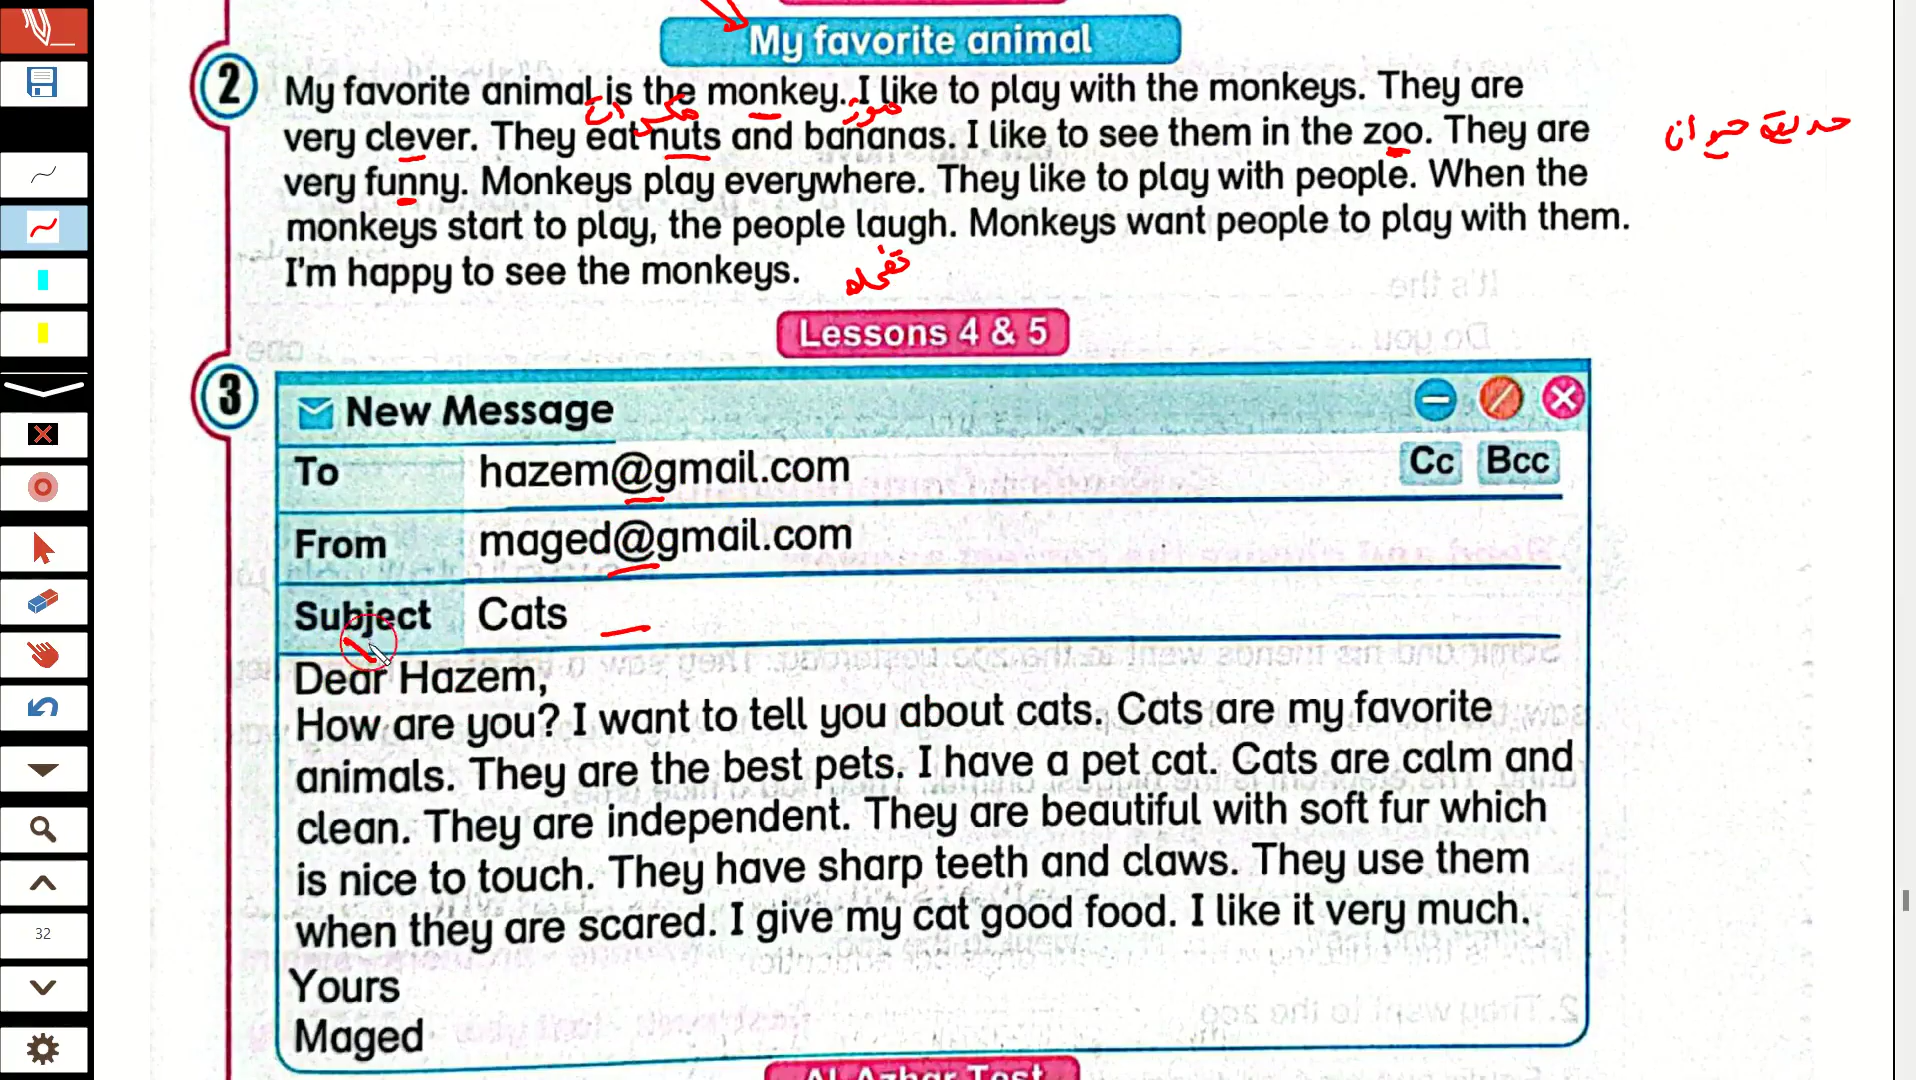 My favorite animal
2
My favorite animal is the monkey. I like to play with the monkeys. They are
very clever. They eat nuts and bananas. I like to see them in the zoo. They are
حديقة حيوان
very funny. Monkeys play everywhere. They like to play with people. When the
monkeys start to play, the people laugh. Monkeys want people to play with them.
I'm happy to see the monkeys.
Lessons 4 & 5
3
New Message
To hazem@gmail.com Cc Bcc
From maged@gmail.com
Subject Cats
Dear Hazem,
How are you? I want to tell you about cats. Cats are my favorite
animals. They are the best pets. I have a pet cat. Cats are calm and
clean. They are independent. They are beautiful with soft fur which
is nice to touch. They have sharp teeth and claws. They use them
when they are scared. I give my cat good food. I like it very much.
Yours
Maged
Al-Azhar Test
32